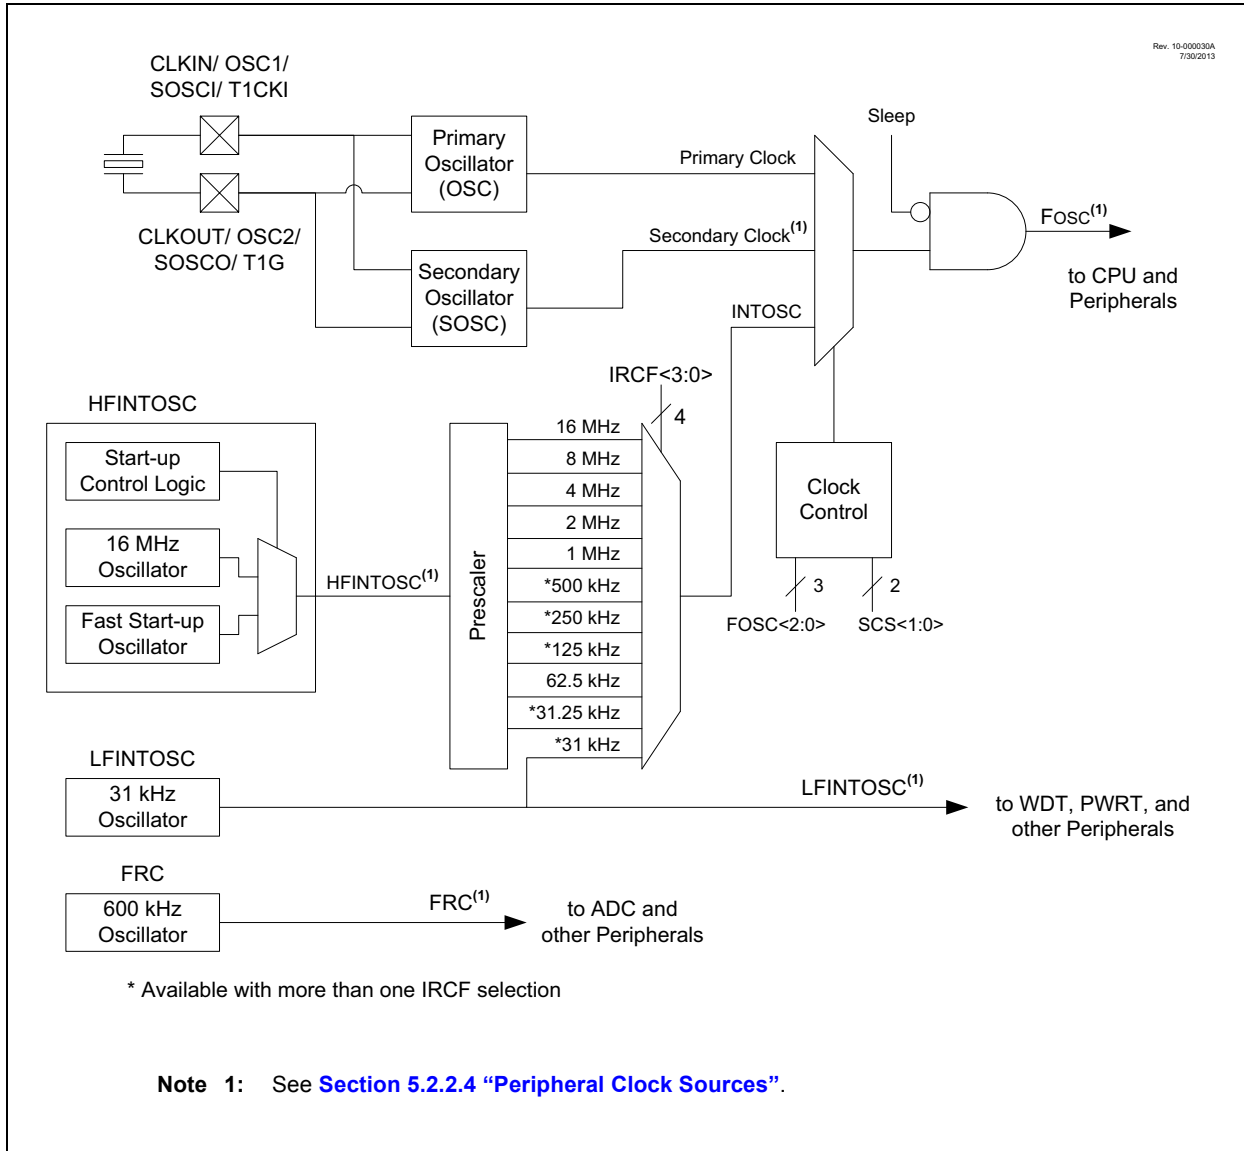 Rev. 10-000030A
7/30/2013
CLKIN/ OSC1/
SOSCI/ T1CKI
Primary
Oscillator
(OSC)
CLKOUT/ OSC2/
SOSCO/ T1G
Secondary
Oscillator
(SOSC)
Primary Clock
Secondary Clock(1)
INTOSC
Sleep
FOSC(1)
to CPU and
Peripherals
IRCF<3:0>
4
HFINTOSC
Start-up
Control Logic
16 MHz
Oscillator
Fast Start-up
Oscillator
HFINTOSC(1)
Prescaler
16 MHz
8 MHz
4 MHz
2 MHz
1 MHz
*500 kHz
*250 kHz
*125 kHz
62.5 kHz
*31.25 kHz
*31 kHz
Clock
Control
3
2
FOSC<2:0>
SCS<1:0>
LFINTOSC
31 kHz
Oscillator
LFINTOSC(1)
to WDT, PWRT, and
other Peripherals
FRC
600 kHz
Oscillator
FRC(1)
to ADC and
other Peripherals
* Available with more than one IRCF selection
Note 1: See Section 5.2.2.4 “Peripheral Clock Sources”.